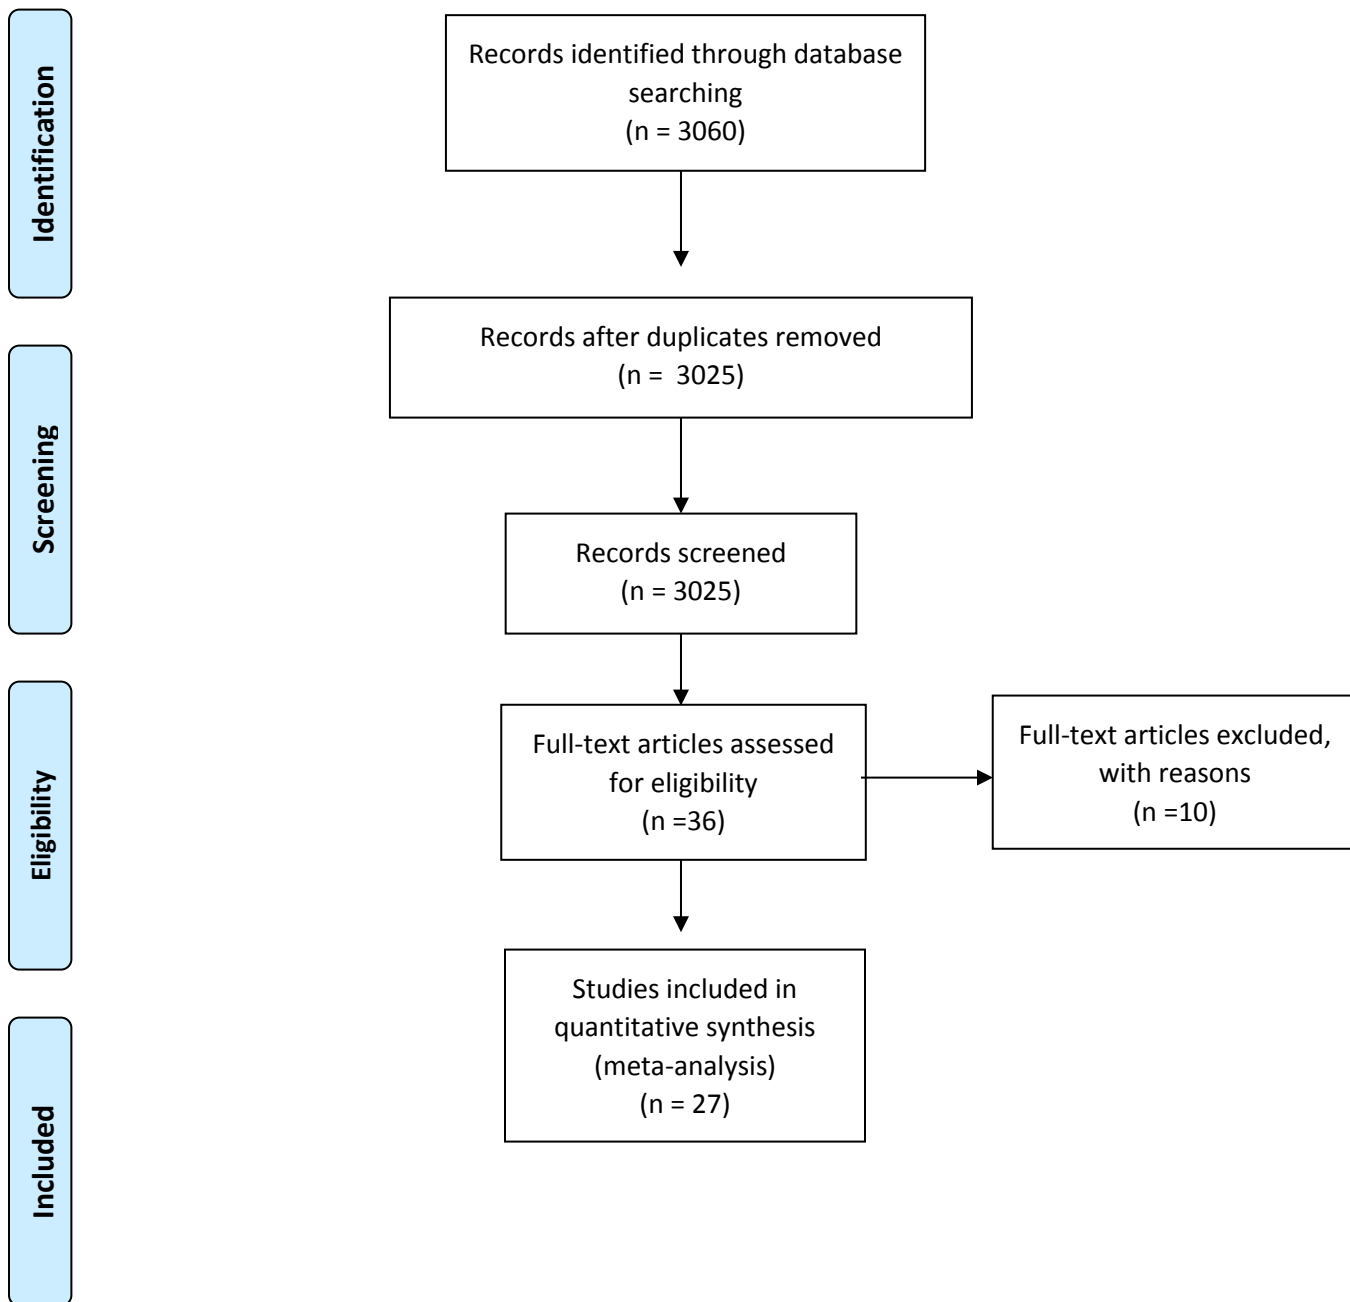 Identification
Records identified through database
searching
(n = 3060)
Records after duplicates removed
(n =  3025)
Screening
Records screened
(n = 3025)
Eligibility
Full-text articles assessed
for eligibility
(n =36)
Full-text articles excluded,
with reasons
(n =10)
Included
Studies included in
quantitative synthesis
(meta-analysis)
(n = 27)